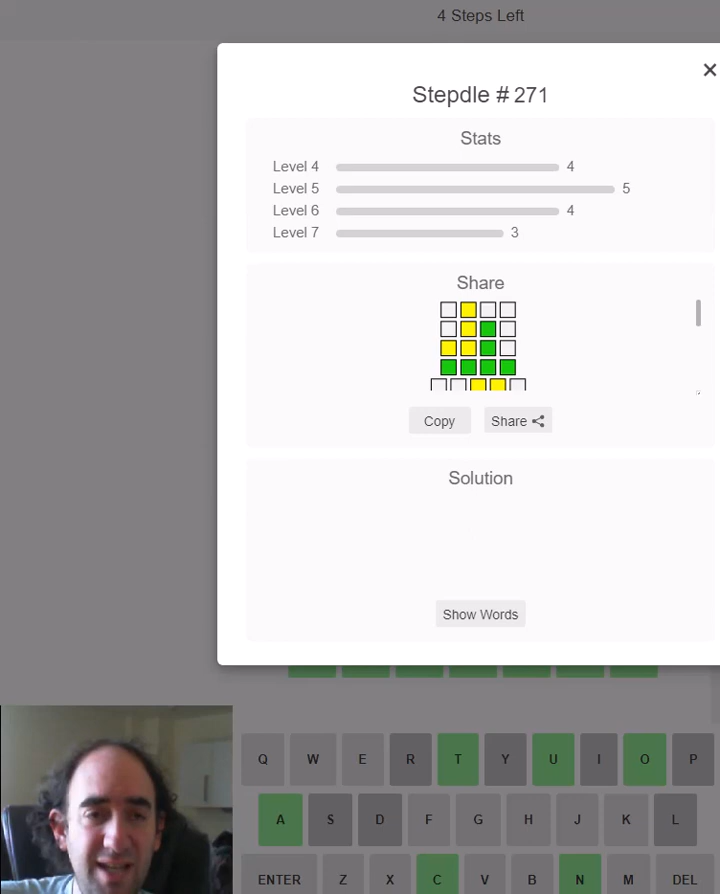 4 Steps Left
×
Stepdle #271
Stats
Level 4 4
Level 5 5
Level 6 4
Level 7 3
Share
Copy Share
Solution
Show Words
Q W E R T Y U I O P
A S D F G H J K L
ENTER Z X C V B N M DEL